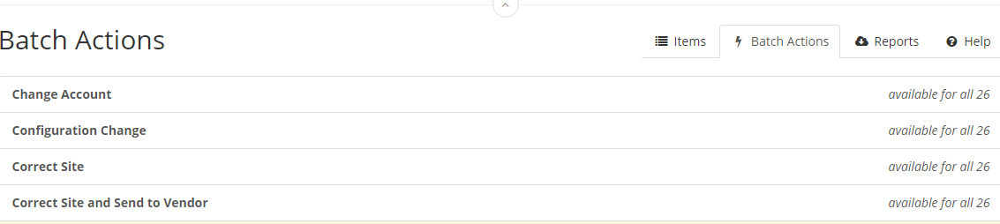 Batch Actions
Items
Batch Actions
Reports
Help
Change Account
available for all 26
Configuration Change
available for all 26
Correct Site
available for all 26
Correct Site and Send to Vendor
available for all 26